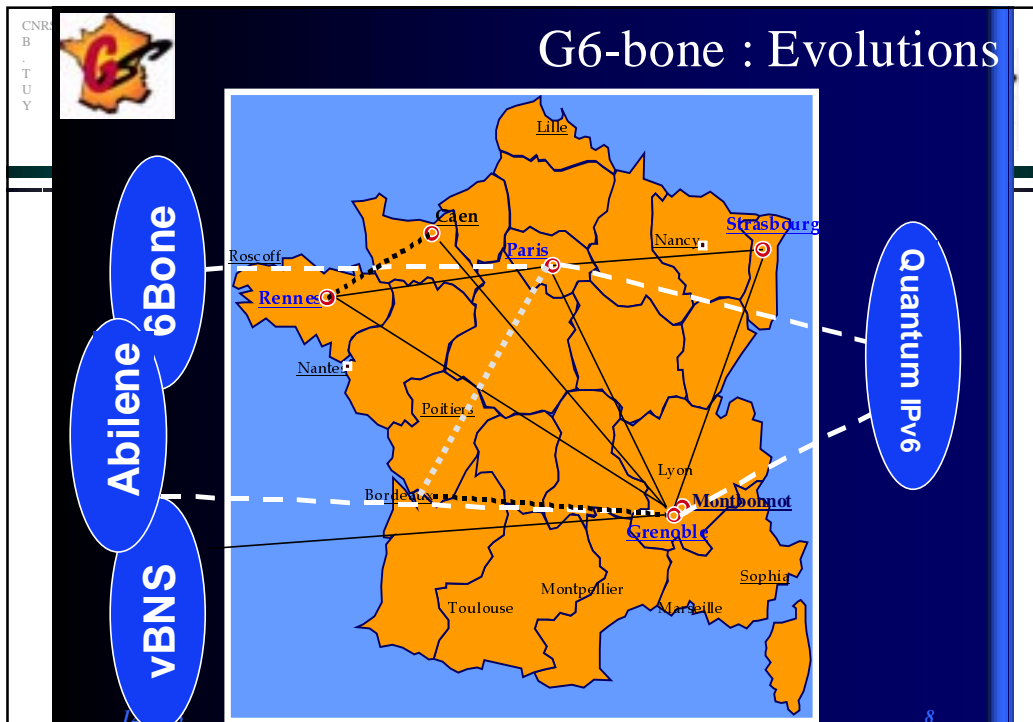 CNRS
B
.
T
U
Y
G6
G6-bone : Evolutions
Lille
Caen
Strasbourg
Paris
Nancy
Roscoff
Rennes
Nantes
Poitiers
Lyon
Bordeaux
Montbonnot
Grenoble
Sophia
Montpellier
Toulouse
Marseille
6Bone
Abilene
vBNS
Quantum IPv6
8